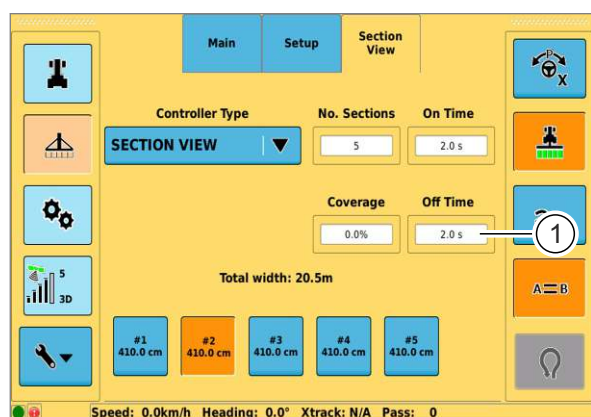 Main
Setup
Section
View
P
X
Controller Type
No. Sections
On Time
SECTION VIEW
5
2.0 s
Coverage
Off Time
0.0%
2.0 s
1
5
3D
Total width: 20.5m
A=B
#1
410.0 cm
#2
410.0 cm
#3
410.0 cm
#4
410.0 cm
#5
410.0 cm
Speed: 0.0km/h Heading: 0.0° Xtrack: N/A Pass: 0